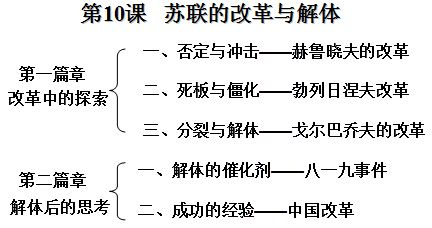 第10课 苏联的改革与解体
第一篇章
改革中的探索
一、否定与冲击——赫鲁晓夫的改革
二、死板与僵化——勃列日涅夫改革
三、分裂与解体——戈尔巴乔夫的改革
第二篇章
解体后的思考
一、解体的催化剂——八一九事件
二、成功的经验——中国改革